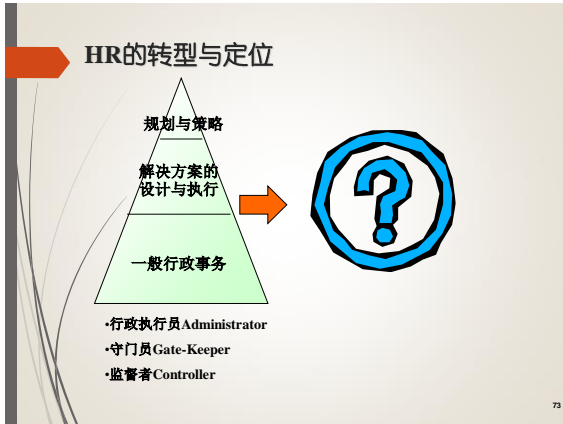 HR的转型与定位
规划与策略
解决方案的
设计与执行
一般行政事务
•行政执行员Administrator
•守门员Gate-Keeper
•监督者Controller
73